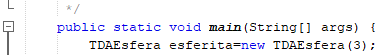 */
public static void main(String[] args) {
TDAEsfera esferita=new TDAEsfera(3);